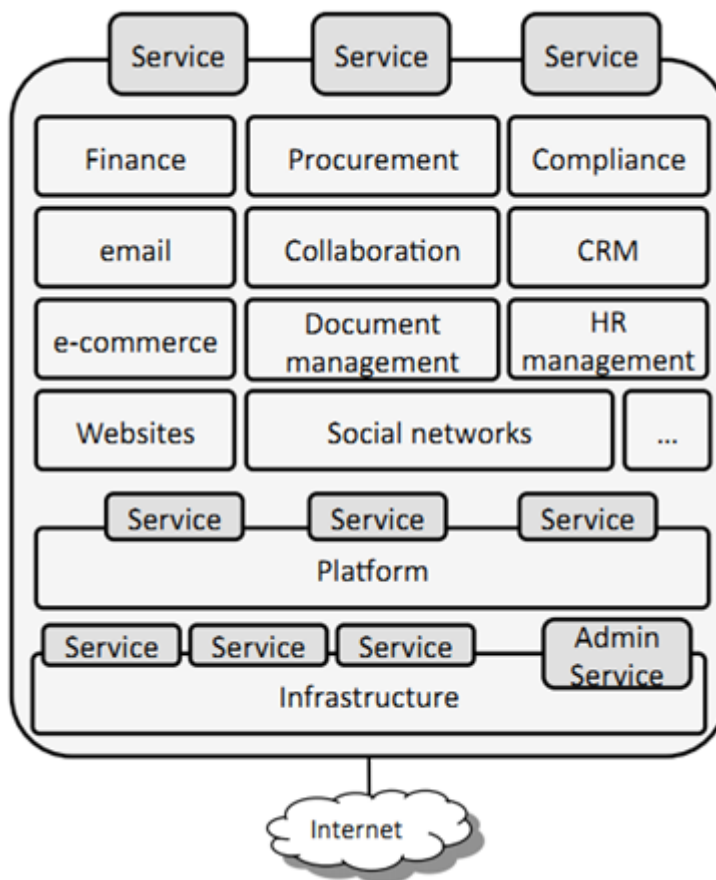 Service
Service
Service
Finance
Procurement
Compliance
email
Collaboration
CRM
e-commerce
Document
management
HR
management
Websites
Social networks
...
Service
Service
Service
Platform
Service
Service
Service
Admin
Service
Infrastructure
Internet